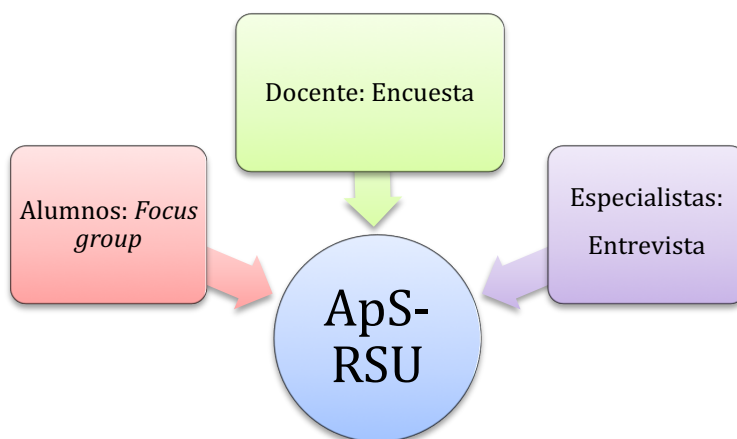 Docente: Encuesta
Alumnos: Focus
group
Especialistas:
Entrevista
ApS-
RSU